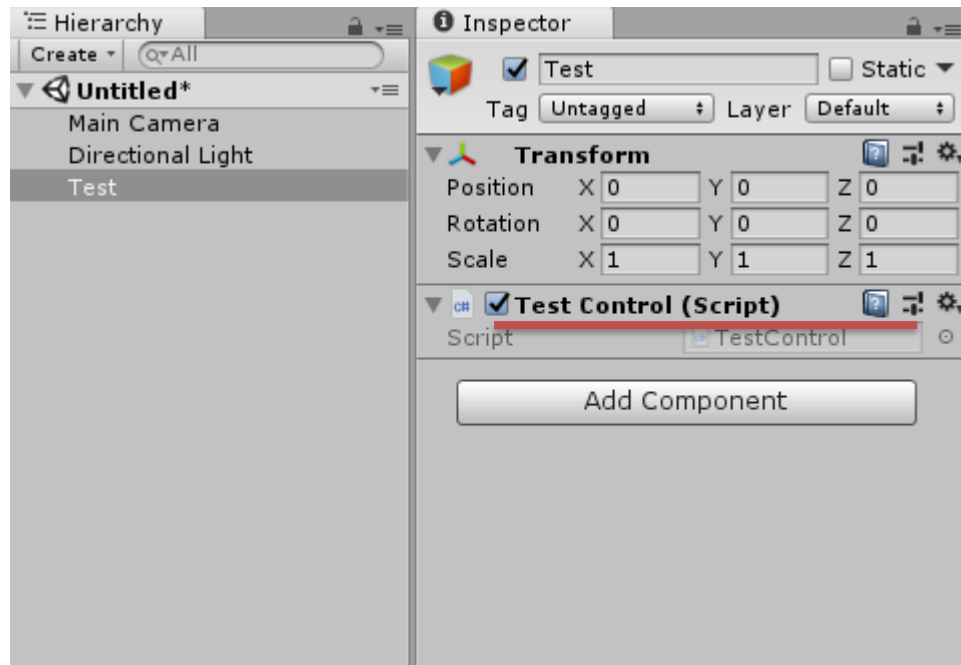 Hierarchy
Create All
Untitled*
Main Camera
Directional Light
Test
Inspector
Test Static
Tag Untagged Layer Default
Transform
Position X 0 Y 0 Z 0
Rotation X 0 Y 0 Z 0
Scale X 1 Y 1 Z 1
C# Test Control (Script)
Script TestControl
Add Component